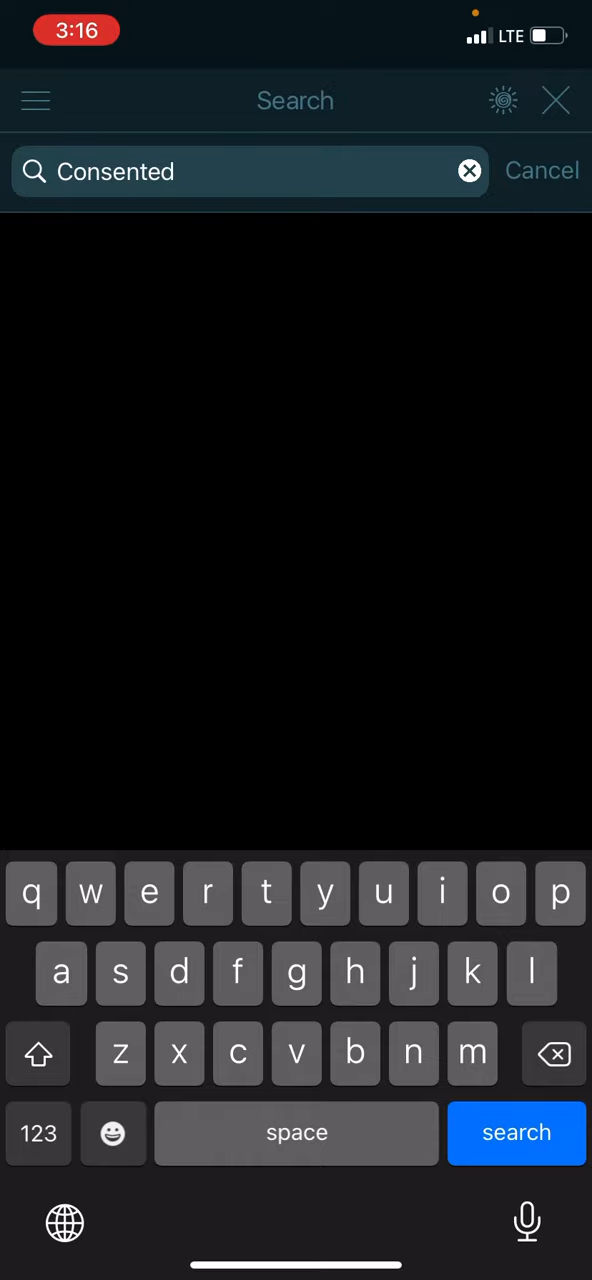 3:16
LTE
Search
Consented
Cancel
q w e r t y u i o p
a s d f g h j k l
z x c v b n m
123 space search